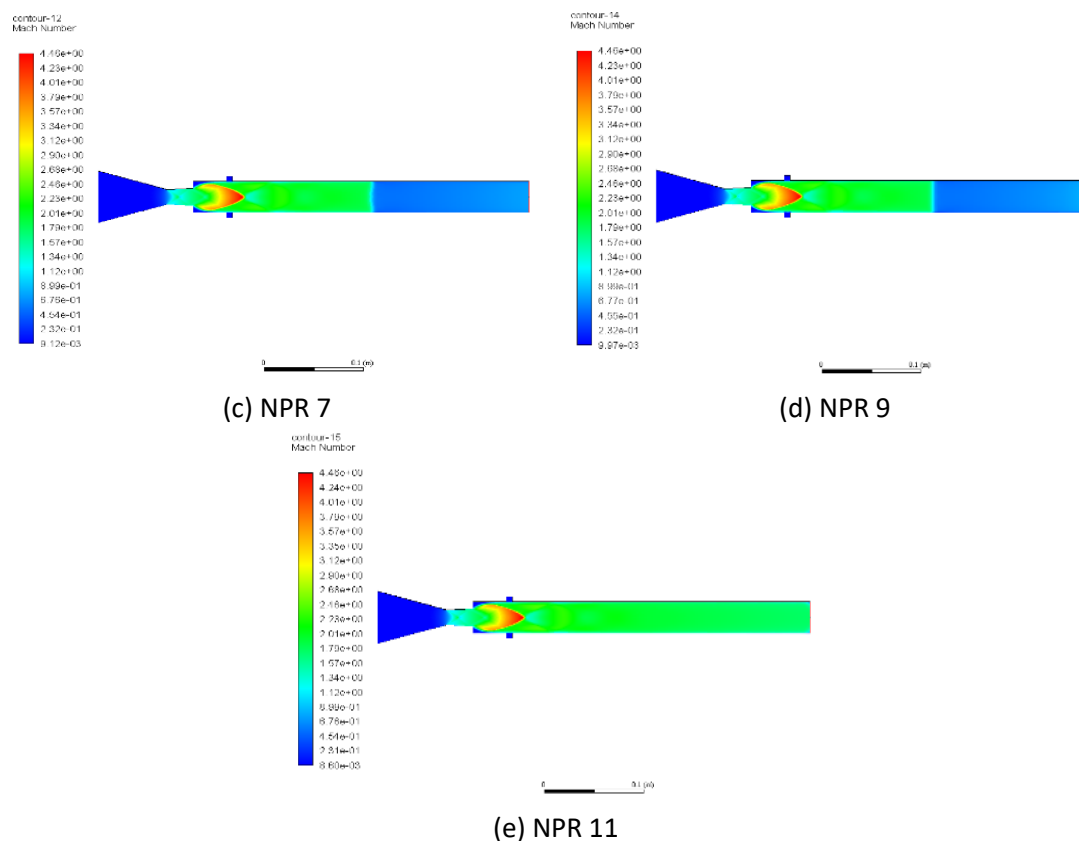 contour-12
Mach Number
4.46e+00
4.23e+00
4.01e+00
3.79e+00
3.57e+00
3.34e+00
3.12e+00
2.90e+00
2.68e+00
2.46e+00
2.23e+00
2.01e+00
1.79e+00
1.57e+00
1.34e+00
1.12e+00
8.99e-01
6.76e-01
4.54e-01
2.32e-01
9.12e-03
0 0.1 (m)
(c) NPR 7
contour-14
Mach Number
4.46e+00
4.23e+00
4.01e+00
3.79e+00
3.57e+00
3.34e+00
3.12e+00
2.90e+00
2.68e+00
2.46e+00
2.23e+00
2.01e+00
1.79e+00
1.57e+00
1.34e+00
1.12e+00
8.99e-01
6.77e-01
4.55e-01
2.32e-01
9.97e-03
0 0.1 (m)
(d) NPR 9
contour-15
Mach Number
4.46e+00
4.24e+00
4.01e+00
3.79e+00
3.57e+00
3.35e+00
3.12e+00
2.90e+00
2.68e+00
2.46e+00
2.23e+00
2.01e+00
1.79e+00
1.57e+00
1.34e+00
1.12e+00
8.98e-01
6.76e-01
4.54e-01
2.31e-01
8.60e-03
0 0.1 (m)
(e) NPR 11